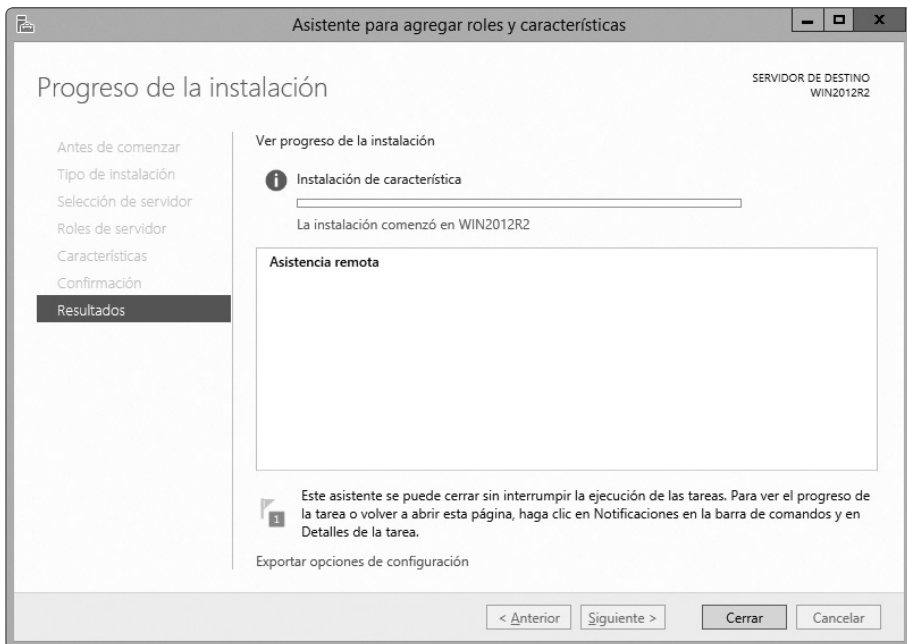 Asistente para agregar roles y características
Progreso de la instalación
SERVIDOR DE DESTINO
WIN2012R2
Antes de comenzar
Tipo de instalación
Selección de servidor
Roles de servidor
Características
Confirmación
Resultados
Ver progreso de la instalación
Instalación de característica
La instalación comenzó en WIN2012R2
Asistencia remota
1
Este asistente se puede cerrar sin interrumpir la ejecución de las tareas. Para ver el progreso de
la tarea o volver a abrir esta página, haga clic en Notificaciones en la barra de comandos y en
Detalles de la tarea.
Exportar opciones de configuración
< Anterior
Siguiente >
Cerrar
Cancelar